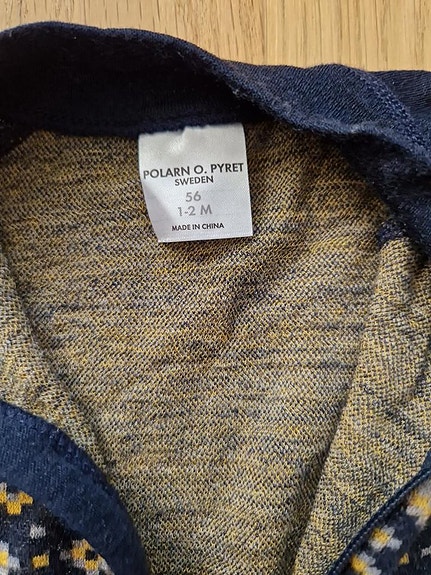 POLARN O. PYRET
SWEDEN
56
1-2 M
MADE IN CHINA